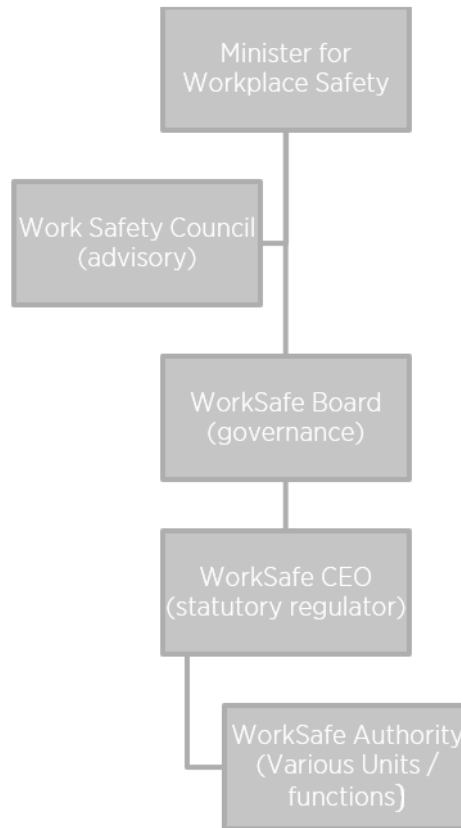 Minister for
Workplace Safety
Work Safety Council
(advisory)
WorkSafe Board
(governance)
WorkSafe CEO
(statutory regulator)
WorkSafe Authority
(Various Units /
functions)